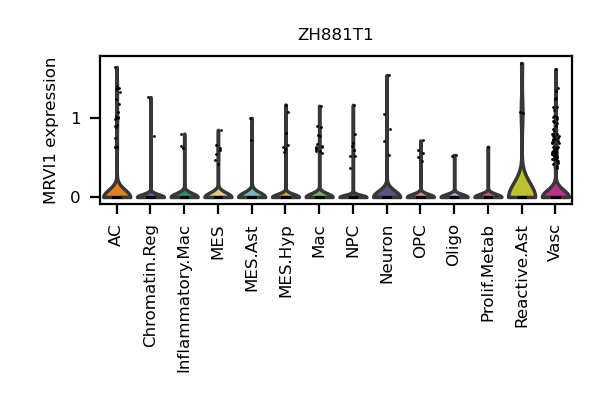 ZH881T1
MRVI1 expression
1
0
AC
Chromatin.Reg
Inflammatory.Mac
MES
MES.Ast
MES.Hyp
Mac
NPC
Neuron
OPC
Oligo
Prolif.Metab
Reactive.Ast
Vasc